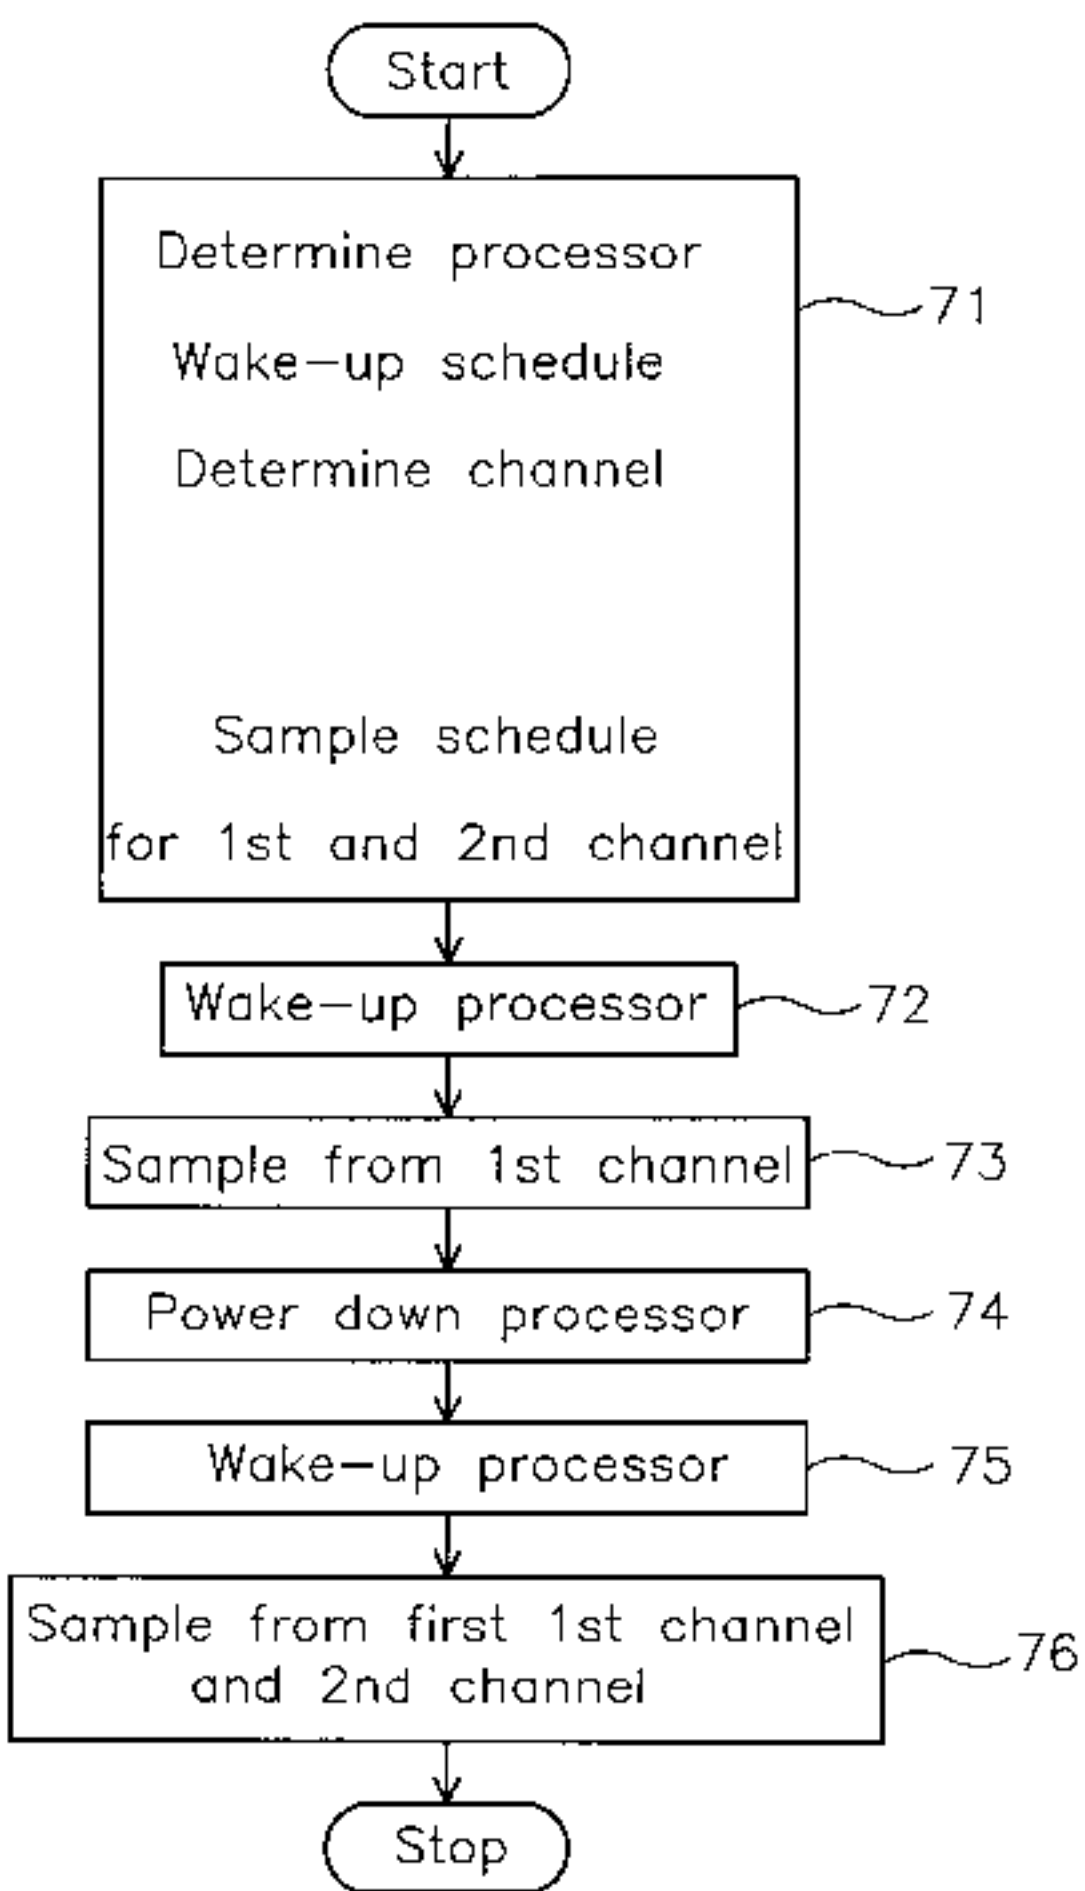 Start
Determine processor
71
Wake-up schedule
Determine channel
Sample schedule
for 1st and 2nd channel
Wake-up processor
72
Sample from 1st channel
73
Power down processor
74
Wake-up processor
75
Sample from first 1st channel
76
and 2nd channel
Stop